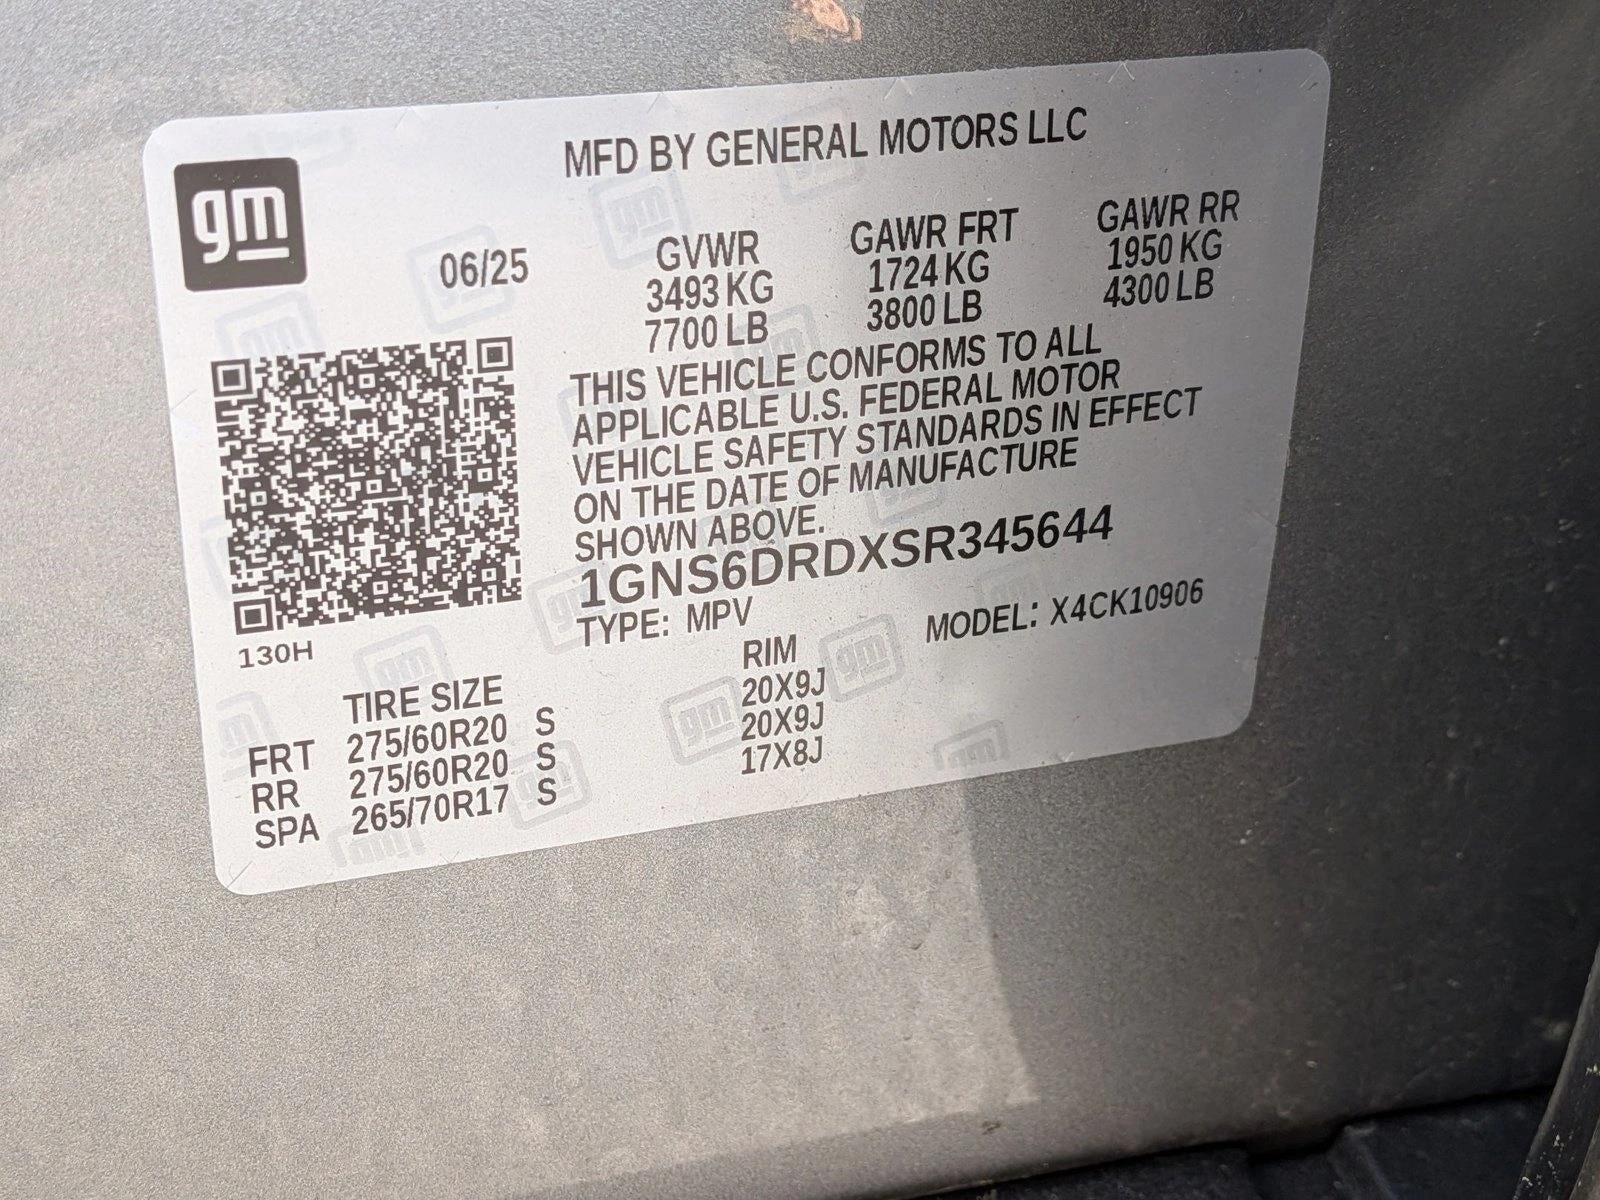 MFD BY GENERAL MOTORS LLC
gm
06/25 GVWR GAWR FRT GAWR RR
3493 KG 1724 KG 1950 KG
7700 LB 3800 LB 4300 LB
THIS VEHICLE CONFORMS TO ALL
APPLICABLE U.S. FEDERAL MOTOR
VEHICLE SAFETY STANDARDS IN EFFECT
ON THE DATE OF MANUFACTURE
SHOWN ABOVE.
1GNS6DRDXSR345644
TYPE: MPV MODEL: X4CK10906
130H
TIRE SIZE RIM
FRT 275/60R20 S 20X9J
RR 275/60R20 S 20X9J
SPA 265/70R17 S 17X8J